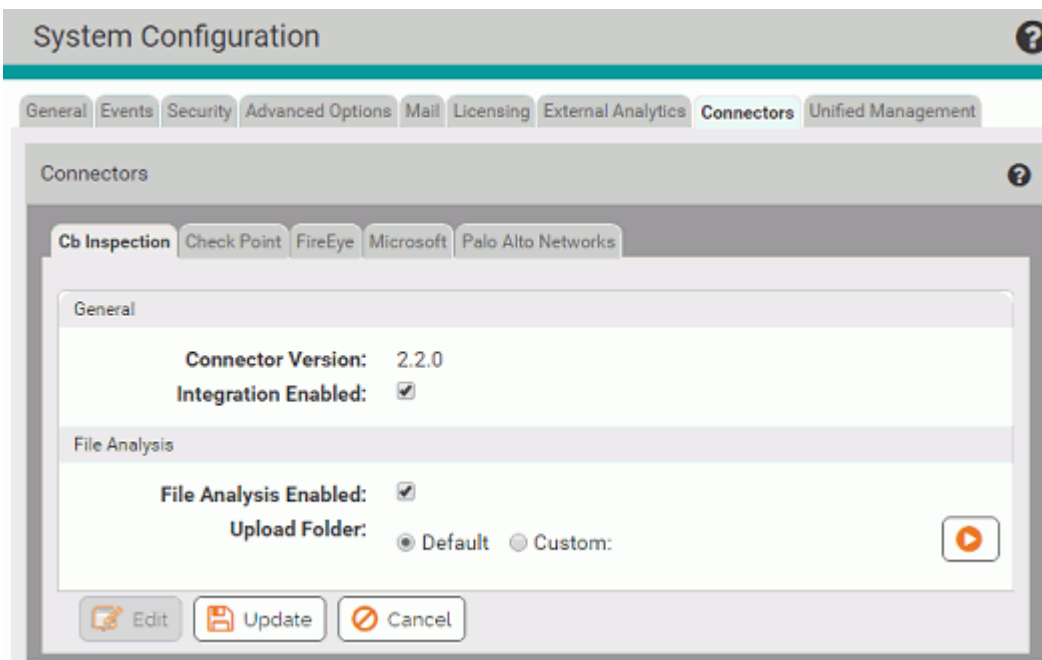 System Configuration
General Events Security Advanced Options Mail Licensing External Analytics Connectors Unified Management
Connectors
Cb Inspection Check Point FireEye Microsoft Palo Alto Networks
General
Connector Version: 2.2.0
Integration Enabled:
File Analysis
File Analysis Enabled:
Upload Folder: Default Custom:
Edit Update Cancel